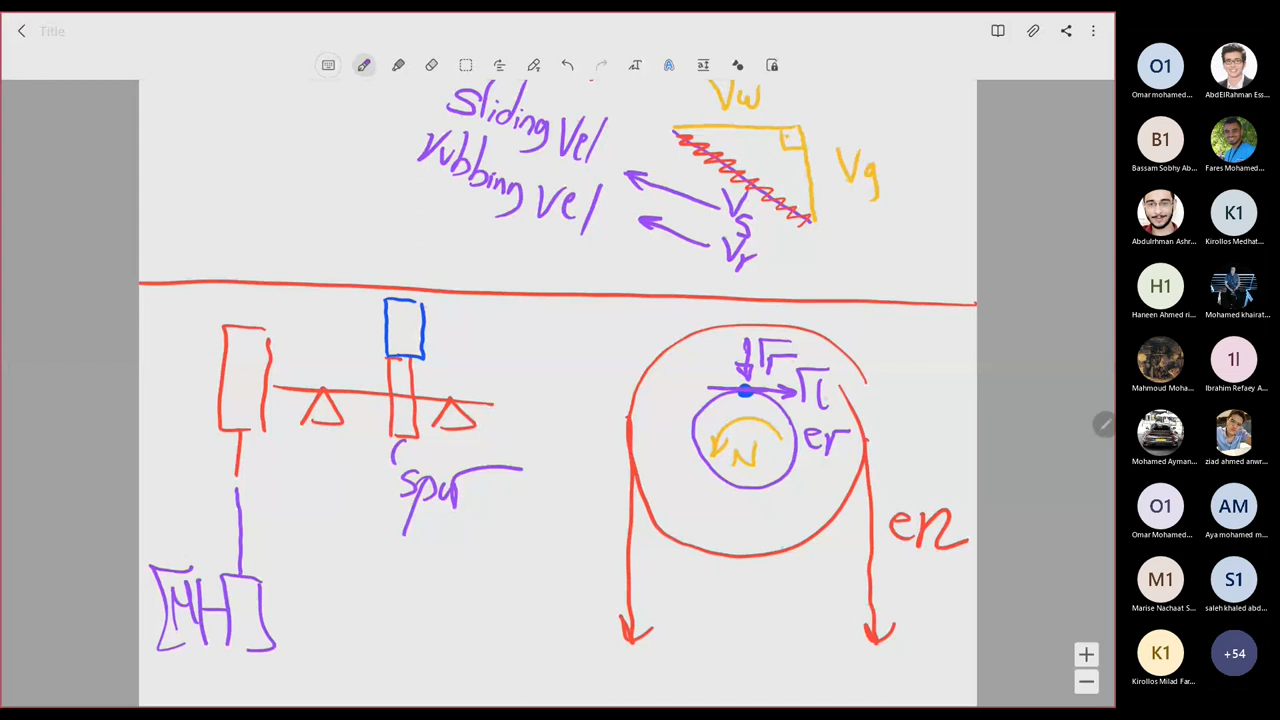 Title
Vw
Sliding Vel
Vg
rubbing Vel
Vs
Vr
Fr
Ft
er
N
spur
en
MH
O1
Omar mohamed...
AbdElRahman Ess...
B1
Bassam Sobhy Ab...
Fares Mohamed...
K1
Abdulrhman Ashr...
Kirollos Medhat...
H1
Haneen Ahmed ri...
Mohamed khairat...
1I
Mahmoud Moha...
Ibrahim Refaey A...
Mohamed Ayman...
ziad ahmed anwr...
O1
AM
Omar Mohamed...
Aya mohamed m...
M1
S1
Marise Nachaat S...
saleh khaled abd...
K1
+54
Kirollos Milad Far...